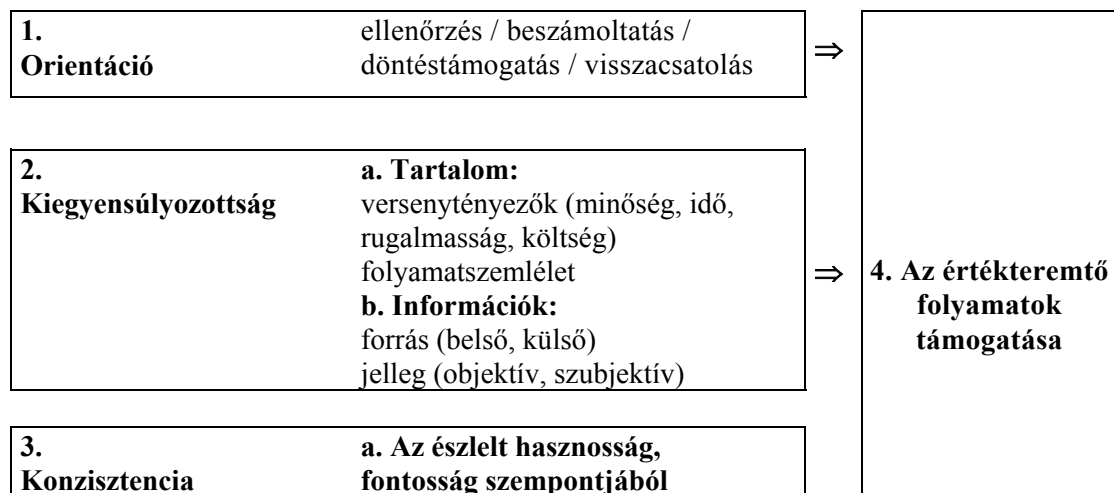 1. ellenőrzés / beszámoltatás /
Orientáció döntéstámogatás / visszacsatolás
⇒
2. a. Tartalom:
Kiegyensúlyozottság versenytényezők (minőség, idő,
rugalmasság, költség)
folyamatszemlélet
b. Információk:
forrás (belső, külső)
jelleg (objektív, szubjektív)
⇒
3. a. Az észlelt hasznosság,
Konzisztencia fontosság szempontjából
4. Az értékteremtő
folyamatok
támogatása